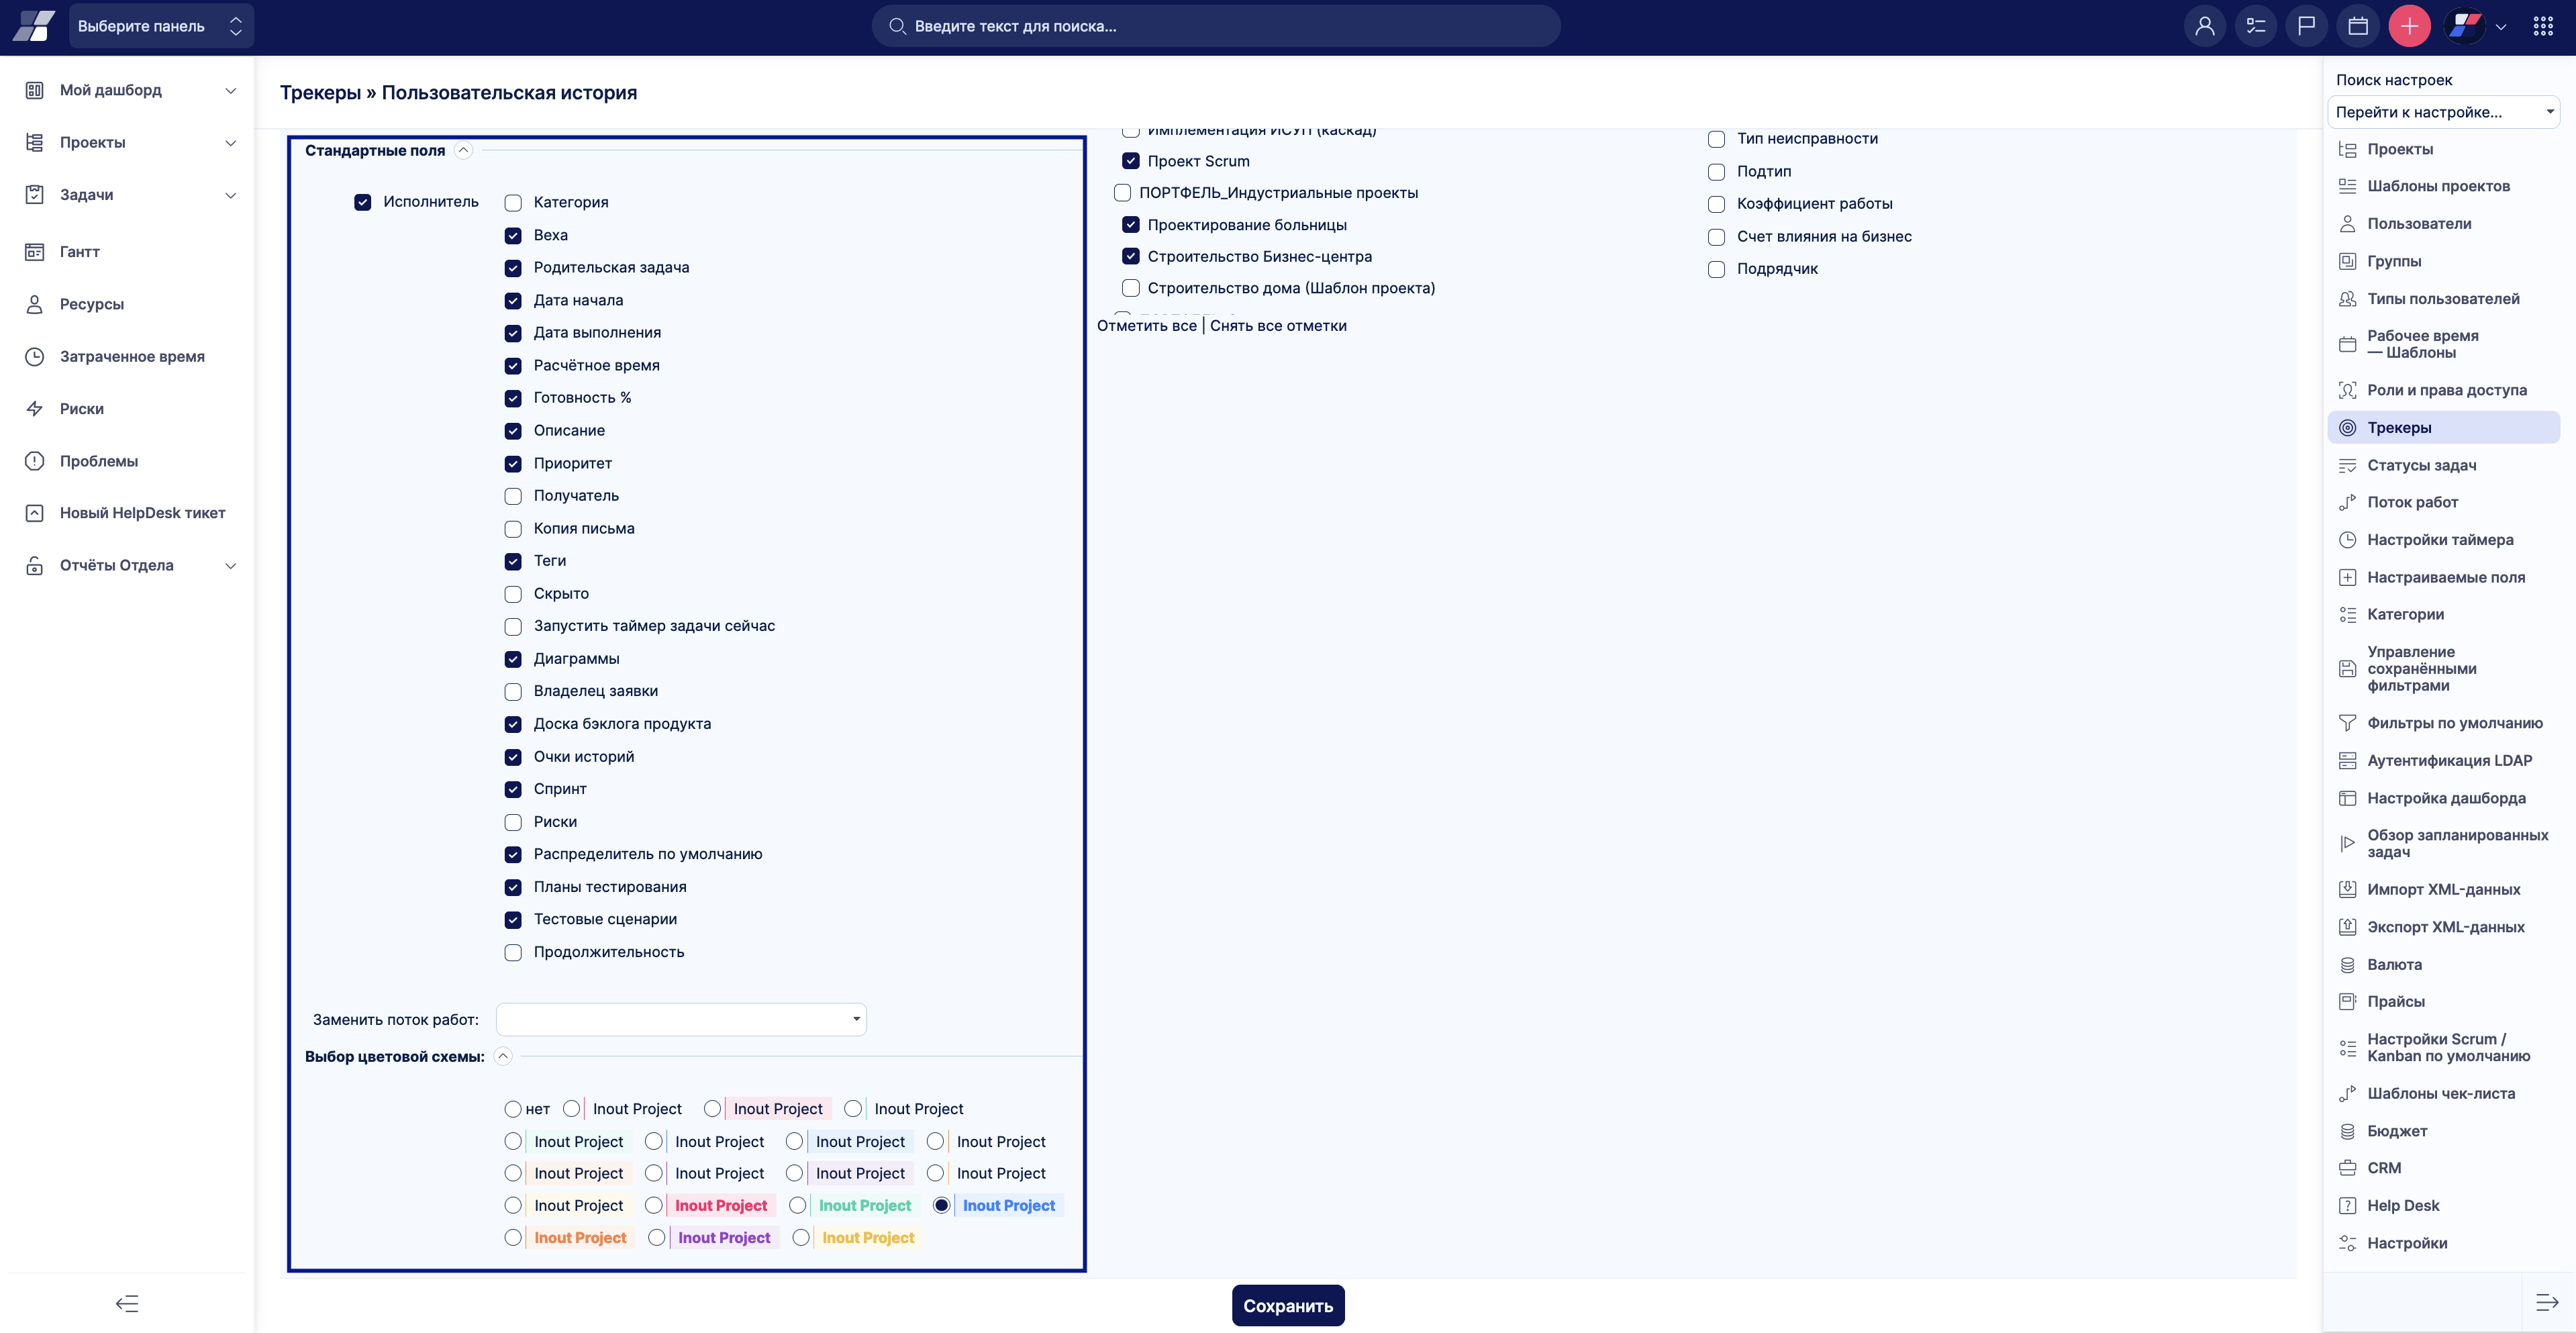 Выберите панель
Введите текст для поиска...
Мой дашборд
Проекты
Задачи
Гантт
Ресурсы
Затраченное время
Риски
Проблемы
Новый HelpDesk тикет
Отчёты Отдела
Трекеры » Пользовательская история
Стандартные поля
Исполнитель
Категория
Веха
Родительская задача
Дата начала
Дата выполнения
Расчётное время
Готовность %
Описание
Приоритет
Получатель
Копия письма
Теги
Скрыто
Запустить таймер задачи сейчас
Диаграммы
Владелец заявки
Доска бэклога продукта
Очки историй
Спринт
Риски
Распределитель по умолчанию
Планы тестирования
Тестовые сценарии
Продолжительность
Заменить поток работ:
Выбор цветовой схемы:
нет Inout Project Inout Project Inout Project
Inout Project Inout Project Inout Project Inout Project
Inout Project Inout Project Inout Project Inout Project
Inout Project Inout Project Inout Project Inout Project
Inout Project Inout Project Inout Project
Имплементация ИСУП (каскад)
Проект Scrum
ПОРТФЕЛЬ_Индустриальные проекты
Проектирование больницы
Строительство Бизнес-центра
Строительство дома (Шаблон проекта)
Отметить все | Снять все отметки
Тип неисправности
Подтип
Коэффициент работы
Счет влияния на бизнес
Подрядчик
Сохранить
Поиск настроек
Перейти к настройке...
Проекты
Шаблоны проектов
Пользователи
Группы
Типы пользователей
Рабочее время
— Шаблоны
Роли и права доступа
Трекеры
Статусы задач
Поток работ
Настройки таймера
Настраиваемые поля
Категории
Управление
сохранёнными
фильтрами
Фильтры по умолчанию
Аутентификация LDAP
Настройка дашборда
Обзор запланированных
задач
Импорт XML-данных
Экспорт XML-данных
Валюта
Прайсы
Настройки Scrum /
Kanban по умолчанию
Шаблоны чек-листа
Бюджет
CRM
Help Desk
Настройки